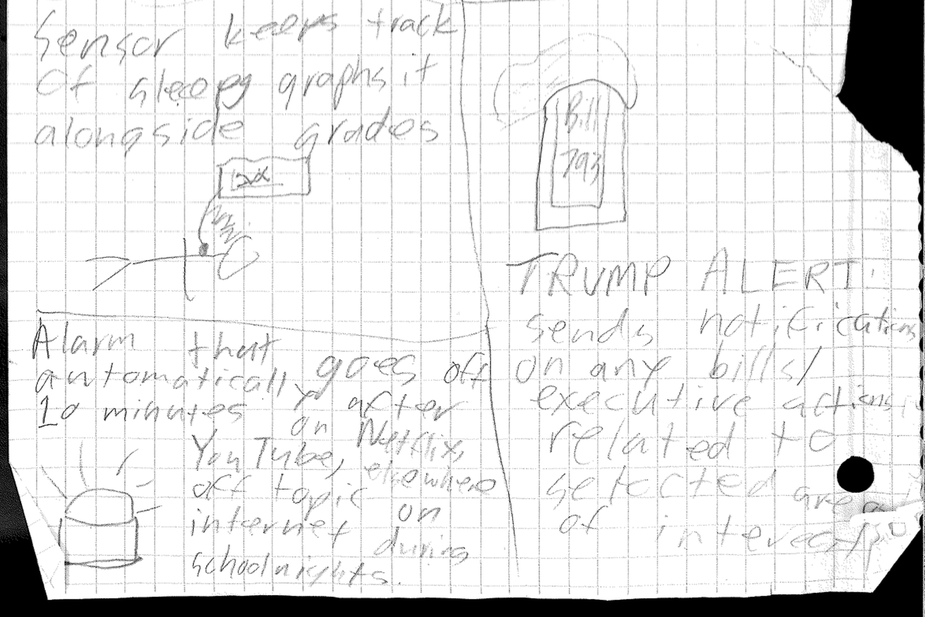 Sensor keeps track
Of sleep, graphs it
alongside grades
Alarm that
automatically goes off
10 minutes after
on Netflix,
YouTube, elsewhere
off topic on
internet during
schoolnights.
Bill
793
TRUMP ALERT:
sends notifications
on any bills/
executive actions
related to
selected areas
of interest